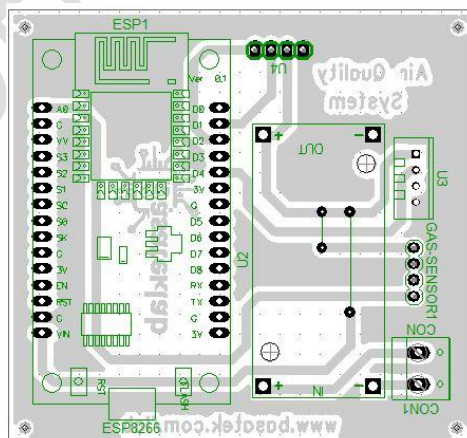 ESP1
Ver 0.1
U4
Air Quality
System
A0
G
VV
S3
S2
S1
SC
S0
SK
G
3V
EN
RST
G
VIN
D0
D1
D2
D3
D4
3V
G
D5
D6
D7
D8
RX
TX
G
3V
+
OUT
-
U3
U2
GAS-SENSOR1
CON
CON1
+
IN
-
RST
FLASH
ESP8266
www.basatek.com